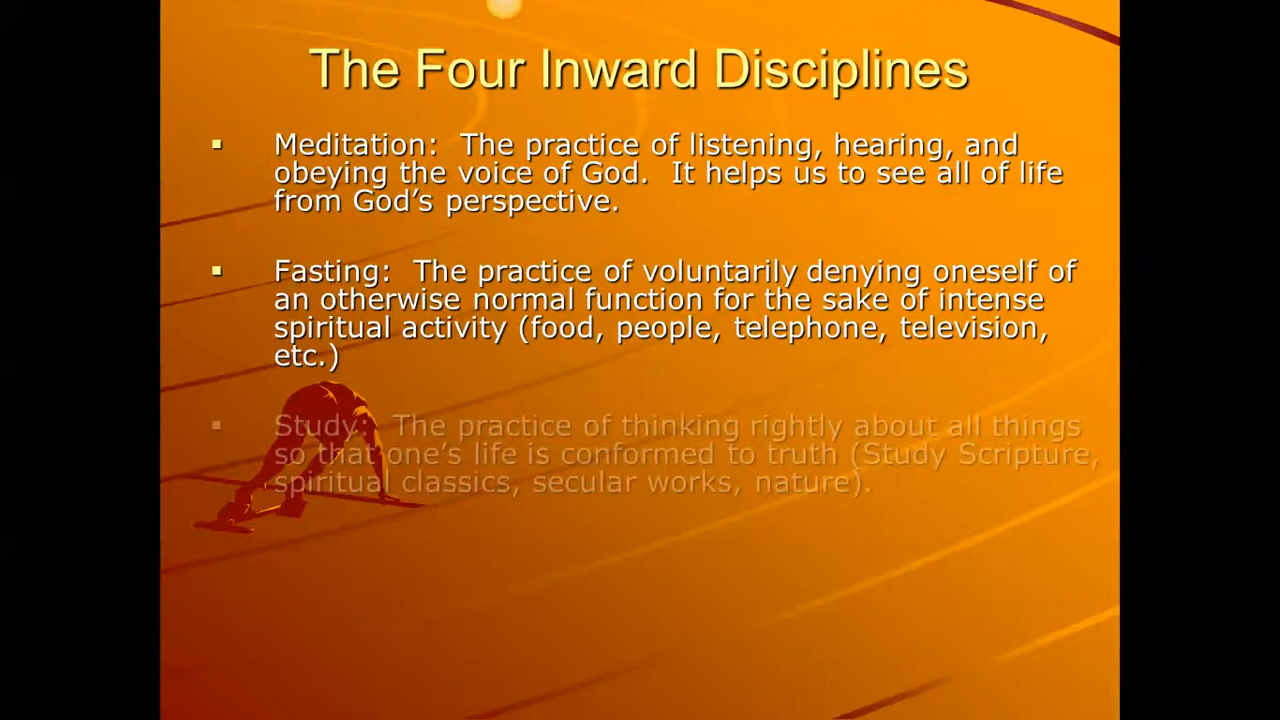 The Four Inward Disciplines
▪ Meditation: The practice of listening, hearing, and
obeying the voice of God. It helps us to see all of life
from God's perspective.
▪ Fasting: The practice of voluntarily denying oneself of
an otherwise normal function for the sake of intense
spiritual activity (food, people, telephone, television,
etc.)
▪ Study: The practice of thinking rightly about all things
so that one's life is conformed to truth (Study Scripture,
spiritual classics, secular works, nature).